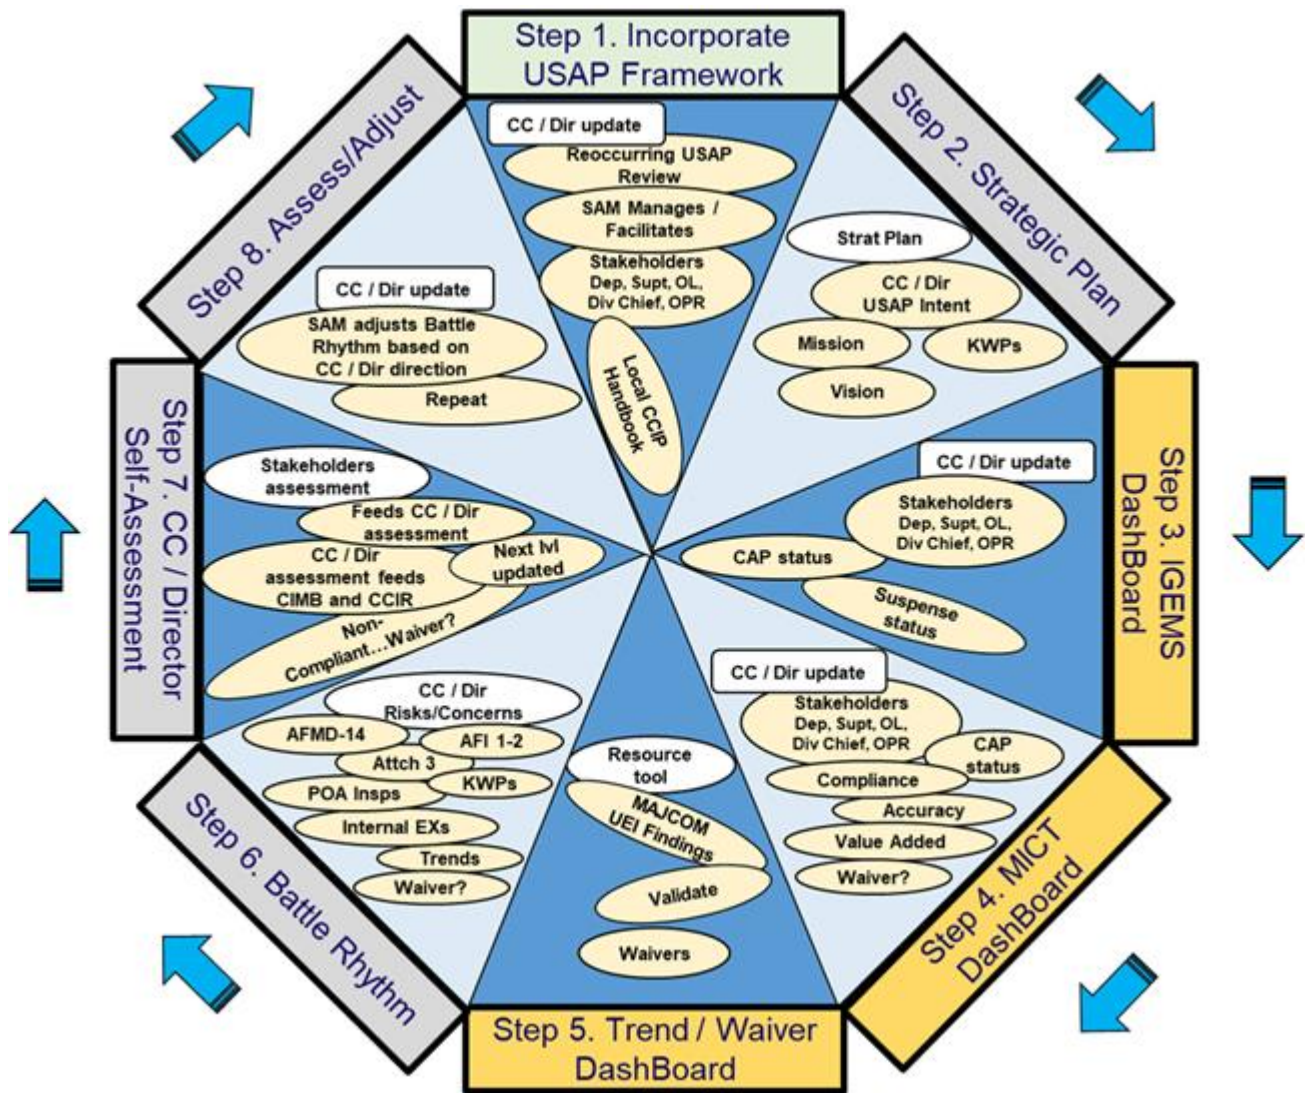 Step 1. Incorporate
USAP Framework
CC / Dir update
Reoccurring USAP
Review
SAM Manages /
Facilitates
Stakeholders
Dep, Supt, OL,
Div Chief, OPR
Local CCIP
Handbook
Step 2. Strategic Plan
Strat Plan
CC / Dir
USAP Intent
Mission
KWPs
Vision
Step 3. IGEMS
DashBoard
CC / Dir update
Stakeholders
Dep, Supt, OL,
Div Chief, OPR
CAP status
Suspense
status
Step 4. MICT
DashBoard
CC / Dir update
Stakeholders
Dep, Supt, OL,
Div Chief, OPR
CAP
status
Compliance
Accuracy
Value Added
Waiver?
Step 5. Trend / Waiver
DashBoard
Resource
tool
MAJCOM
UEI Findings
Validate
Waivers
Step 6. Battle Rhythm
CC / Dir
Risks/Concerns
AFMD-14
AFI 1-2
Attch 3
KWPs
POA Insps
Internal EXs
Trends
Waiver?
Step 7. CC / Director
Self-Assessment
Stakeholders
assessment
Feeds CC / Dir
assessment
Next lvl
updated
CC / Dir
assessment feeds
CIMB and CCIR
Non-
Compliant...Waiver?
Step 8. Assess/Adjust
CC / Dir update
SAM adjusts Battle
Rhythm based on
CC / Dir direction
Repeat